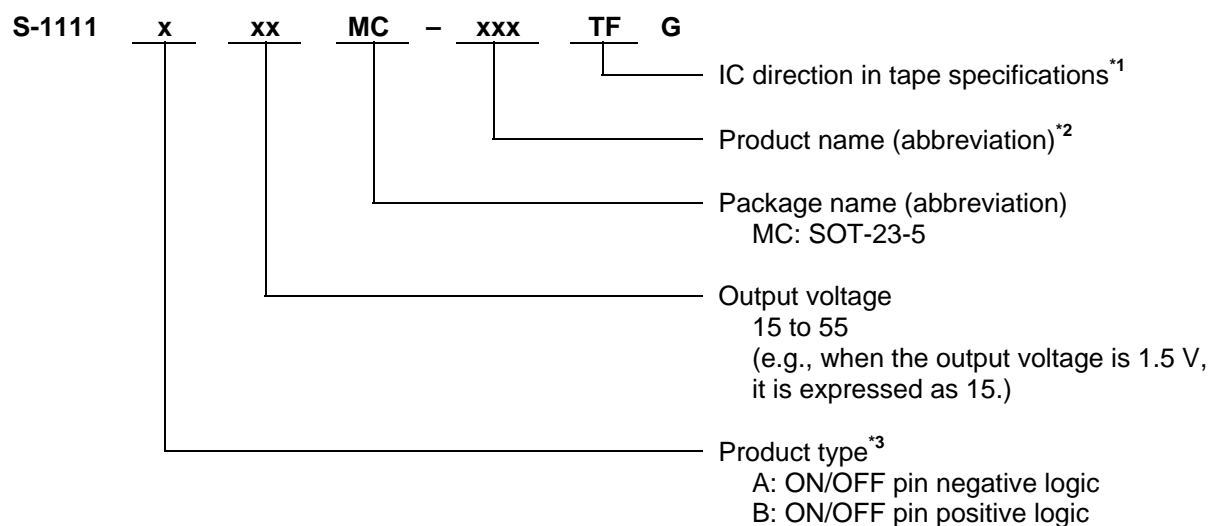 S-1111 x xx MC – xxx TF G
IC direction in tape specifications*1
Product name (abbreviation)*2
Package name (abbreviation)
MC: SOT-23-5
Output voltage
15 to 55
(e.g., when the output voltage is 1.5 V,
it is expressed as 15.)
Product type*3
A: ON/OFF pin negative logic
B: ON/OFF pin positive logic